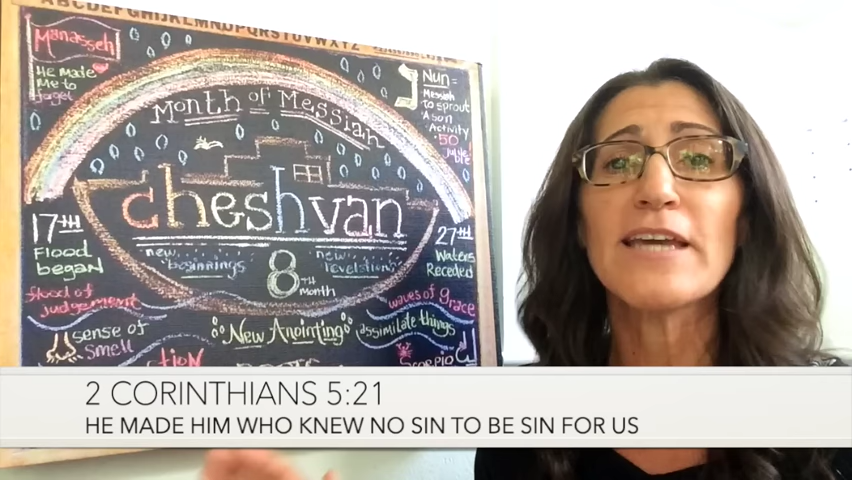 ABCDEFGHIJKLMNOPQRSTUVWXYZ
Manasseh
He made
Me to
forget
Month of Messiah
Nun =
Messiah
to sprout
A son
Activity
50
Jubilee
cheshvan
17TH
Flood
began
new
beginnings
8TH
month
new
revelations
27TH
Waters
Receded
flood of
judgement
waves of grace
New Anointing
assimilate things
sense of
Smell
Scorpio
2 CORINTHIANS 5:21
HE MADE HIM WHO KNEW NO SIN TO BE SIN FOR US